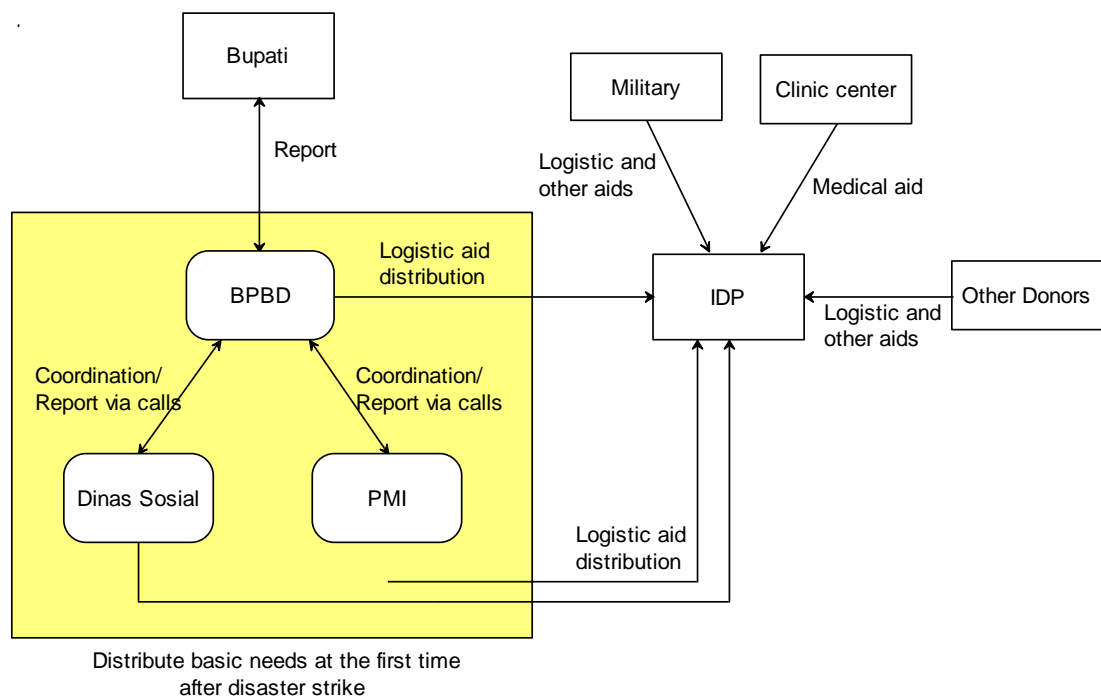 Bupati
Military
Clinic center
Report
Logistic and
other aids
Medical aid
Logistic aid
distribution
BPBD
IDP
Other Donors
Logistic and
other aids
Coordination/
Report via calls
Coordination/
Report via calls
Dinas Sosial
PMI
Logistic aid
distribution
Distribute basic needs at the first time
after disaster strike